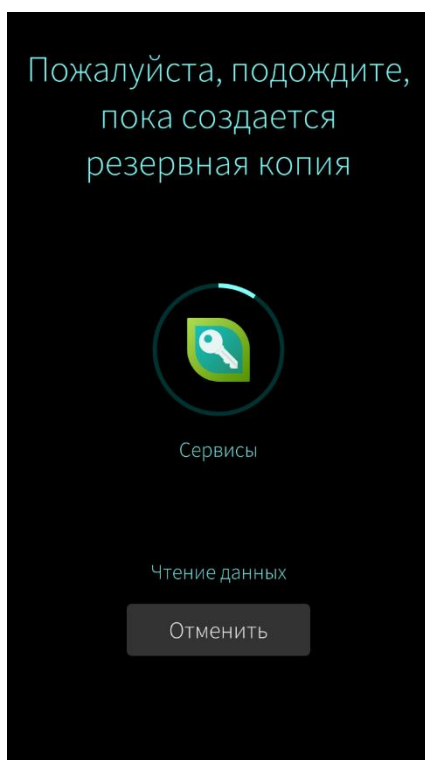 Пожалуйста, подождите,
пока создается
резервная копия
Сервисы
Чтение данных
Отменить